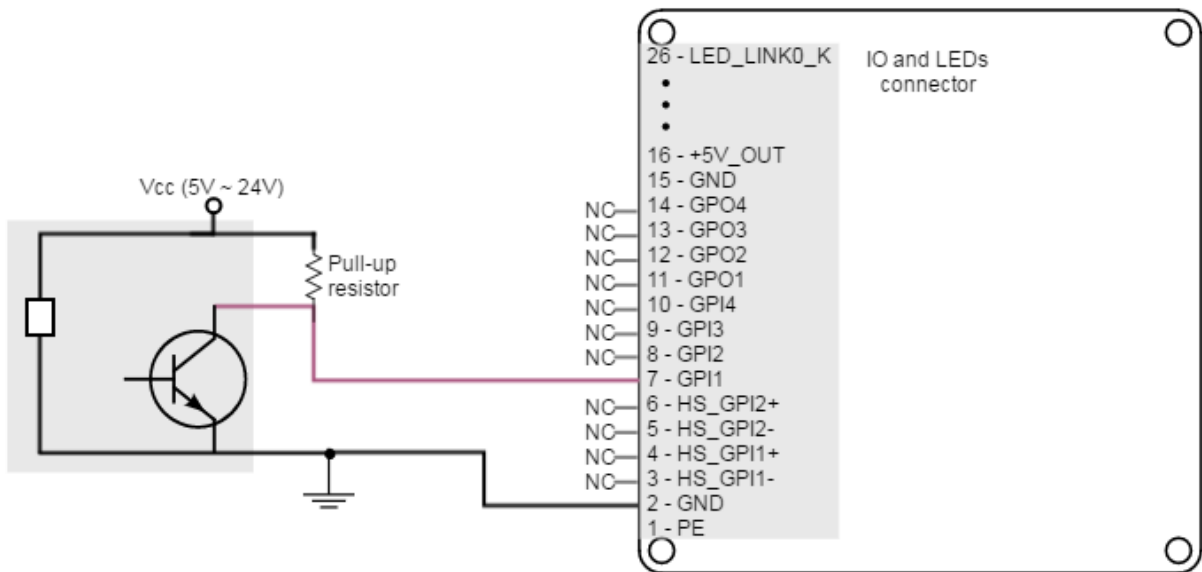 26 - LED_LINK0_K
IO and LEDs
connector
16 - +5V_OUT
15 - GND
Vcc (5V ~ 24V)
NC
14 - GPO4
NC
13 - GPO3
NC
12 - GPO2
NC
11 - GPO1
NC
10 - GPI4
NC
9 - GPI3
NC
8 - GPI2
Pull-up
resistor
7 - GPI1
NC
6 - HS_GPI2+
NC
5 - HS_GPI2-
NC
4 - HS_GPI1+
NC
3 - HS_GPI1-
2 - GND
1 - PE